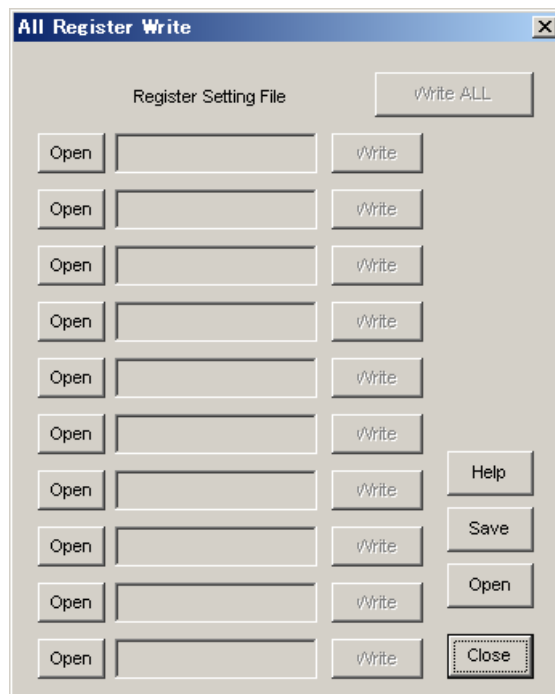 All Register Write
Register Setting File
Write ALL
Open Write
Open Write
Open Write
Open Write
Open Write
Open Write
Open Write
Help
Open Write
Save
Open Write
Open
Open Write
Close